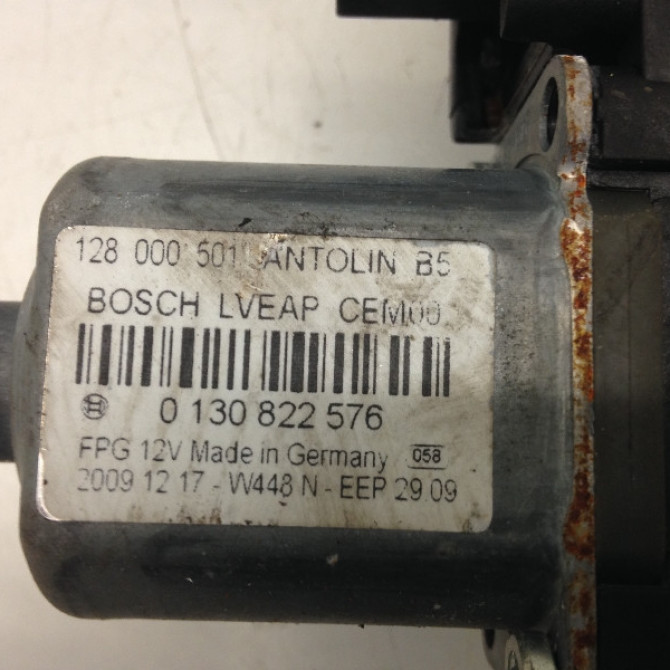 128 000 501 ANTOLIN B5
BOSCH LVEAP CEM00
0 130 822 576
FPG 12V Made in Germany 058
2009 12 17 - W448 N - EEP 29.09